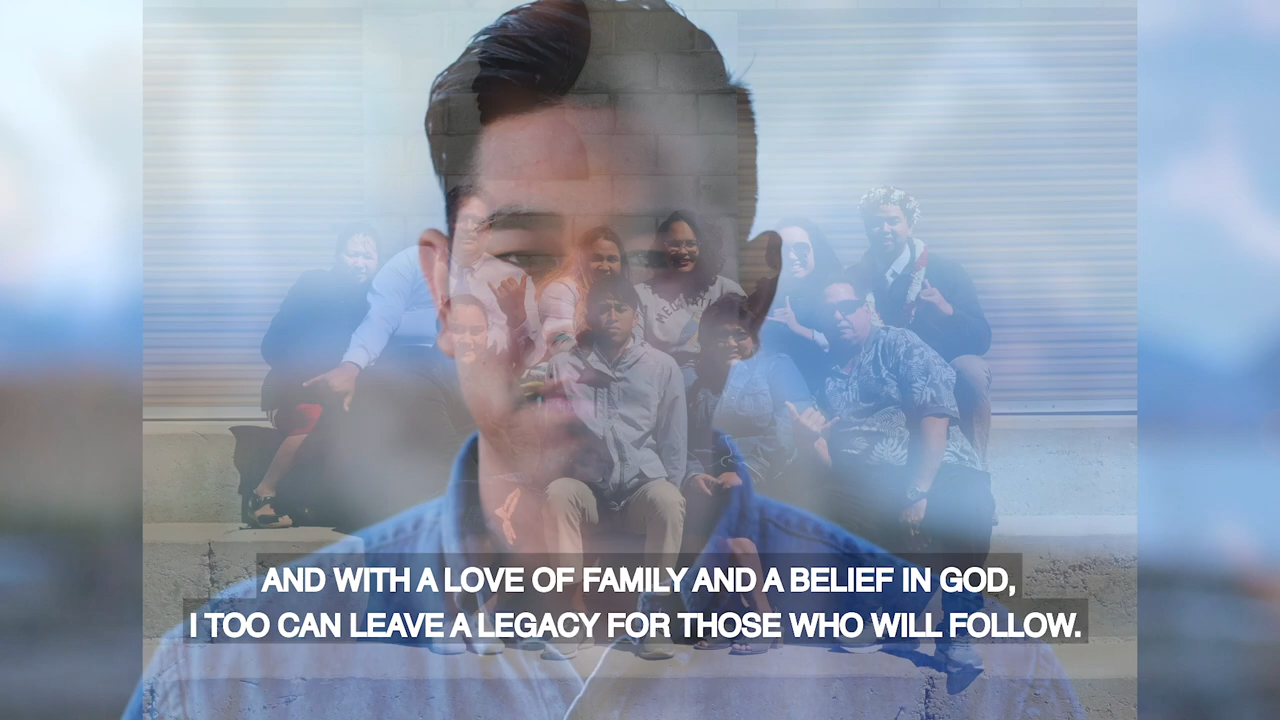 AND WITH A LOVE OF FAMILY AND A BELIEF IN GOD,
I TOO CAN LEAVE A LEGACY FOR THOSE WHO WILL FOLLOW.